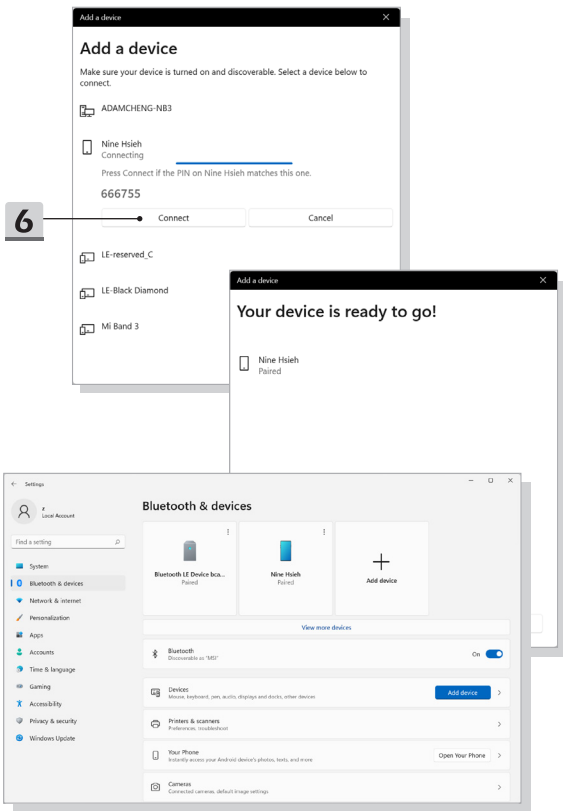 Add a device
Add a device
Make sure your device is turned on and discoverable. Select a device below to
connect.
ADAMCHENG-NB3
Nine Hsieh
Connecting
Press Connect if the PIN on Nine Hsieh matches this one.
666755
6
Connect
Cancel
LE-reserved_C
LE-Black Diamond
Mi Band 3
Add a device
Your device is ready to go!
Nine Hsieh
Paired
Settings
z
Local Account
Find a setting
System
Bluetooth & devices
Network & internet
Personalization
Apps
Accounts
Time & language
Gaming
Accessibility
Privacy & security
Windows Update
Bluetooth & devices
Bluetooth LE Device bca...
Paired
Nine Hsieh
Paired
Add device
View more devices
Bluetooth
Discoverable as "MSI"
On
Devices
Mouse, keyboard, pen, audio, displays and docks, other devices
Add device
Printers & scanners
Preferences, troubleshoot
Your Phone
Instantly access your Android device's photos, texts, and more
Open Your Phone
Cameras
Connected cameras, default image settings